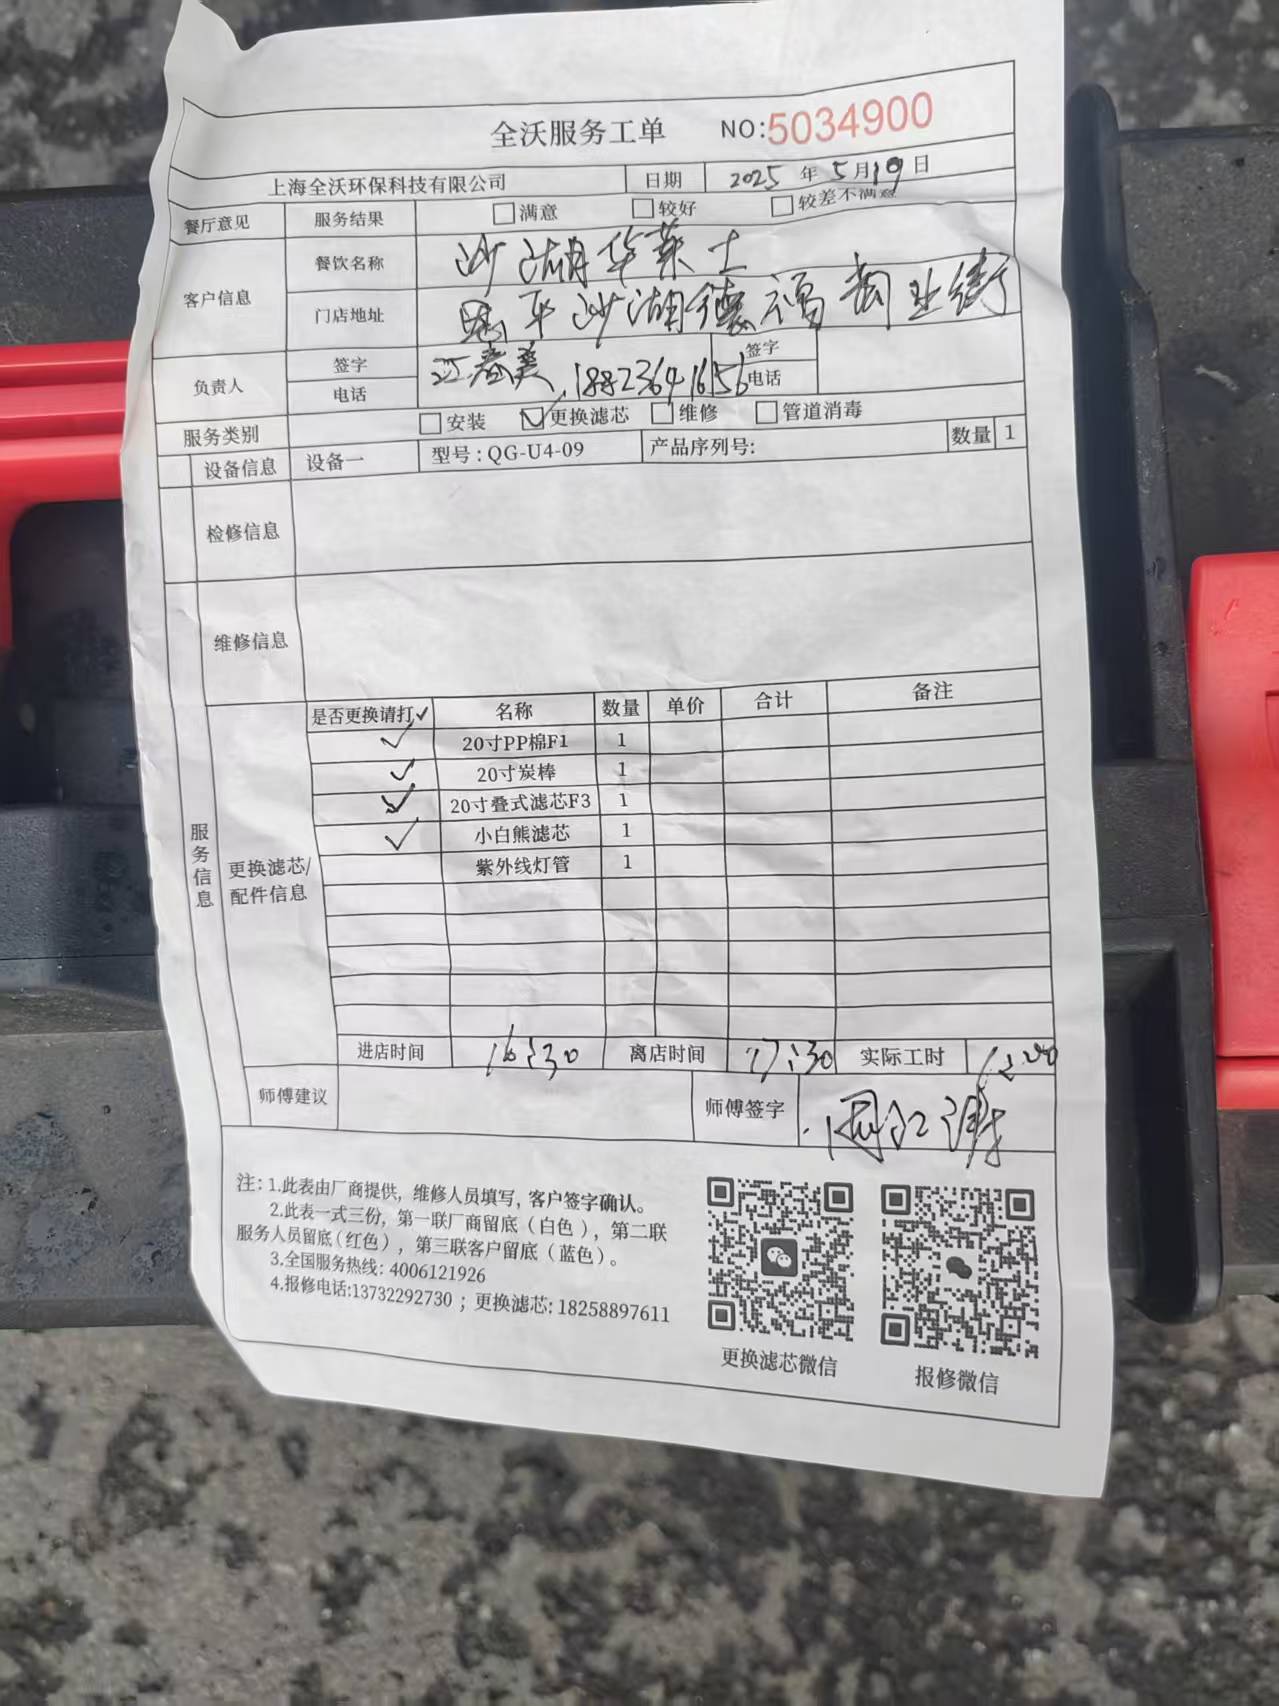 全沃服务工单 NO:5034900
上海全沃环保科技有限公司 日期 2025 年 5 月 19 日
餐厅意见 服务结果 □满意 □较好 □较差不满意
客户信息 餐饮名称 沙湖华莱士
门店地址 恩平沙湖德福商业街
负责人 签字 江春美 签字
电话 18823641656 电话
服务类别 □安装 ☑更换滤芯 □维修 □管道消毒
设备信息 设备一 型号:QG-U4-09 产品序列号: 数量 1
检修信息
维修信息
服务信息
更换滤芯/配件信息
是否更换请打✓ 名称 数量 单价 合计 备注
✓ 20寸PP棉F1 1
✓ 20寸炭棒 1
✓ 20寸叠式滤芯F3 1
✓ 小白熊滤芯 1
紫外线灯管 1
进店时间 16:30 离店时间 17:30 实际工时
师傅建议 师傅签字
注:1.此表由厂商提供,维修人员填写,客户签字确认。
2.此表一式三份,第一联厂商留底(白色),第二联
服务人员留底(红色),第三联客户留底(蓝色)。
3.全国服务热线:4006121926
4.报修电话:13732292730;更换滤芯:18258897611
更换滤芯微信 报修微信